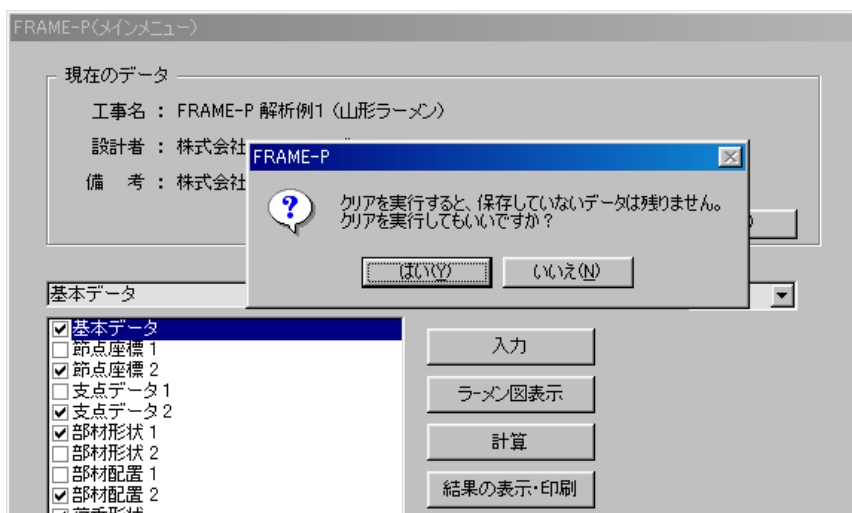 FRAME-P(メインメニュー)
現在のデータ
工事名 : FRAME-P 解析例1 (山形ラーメン)
設計者 : 株式会社
備 考 : 株式会社
FRAME-P
クリアを実行すると、保存していないデータは残りません。
クリアを実行してもいいですか?
はい(Y) いいえ(N)
基本データ
基本データ
節点座標 1
節点座標 2
支点データ 1
支点データ 2
部材形状 1
部材形状 2
部材配置 1
部材配置 2
入力
ラーメン図表示
計算
結果の表示・印刷